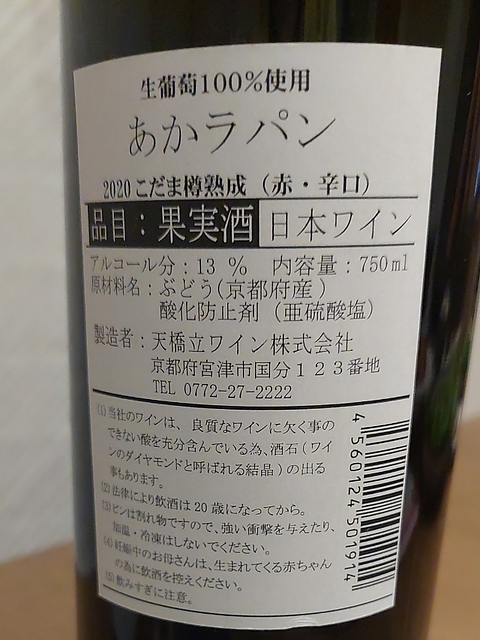 生葡萄100%使用
あからパン
2020こだま樽熟成（赤・辛口）
品目：果実酒 日本ワイン
アルコール分：13 % 内容量：750ml
原材料名：ぶどう(京都府産)
酸化防止剤（亜硫酸塩）
製造者：天橋立ワイン株式会社
京都府宮津市国分１２３番地
TEL 0772-27-2222
(1)当社のワインは、良質なワインに欠く事の
できない酸を充分含んでいる為、酒石(ワイ
ンのダイヤモンドと呼ばれる結晶)の出る
事もあります。
(2)法律により飲酒は20歳になってから。
(3)ビンは割れ物ですので、強い衝撃を与えたり、
加温・冷凍はしないでください。
(4)妊娠中のお母さんは、生まれてくる赤ちゃん
の為に飲酒を控えください。
(5)飲みすぎに注意。
4560124501914